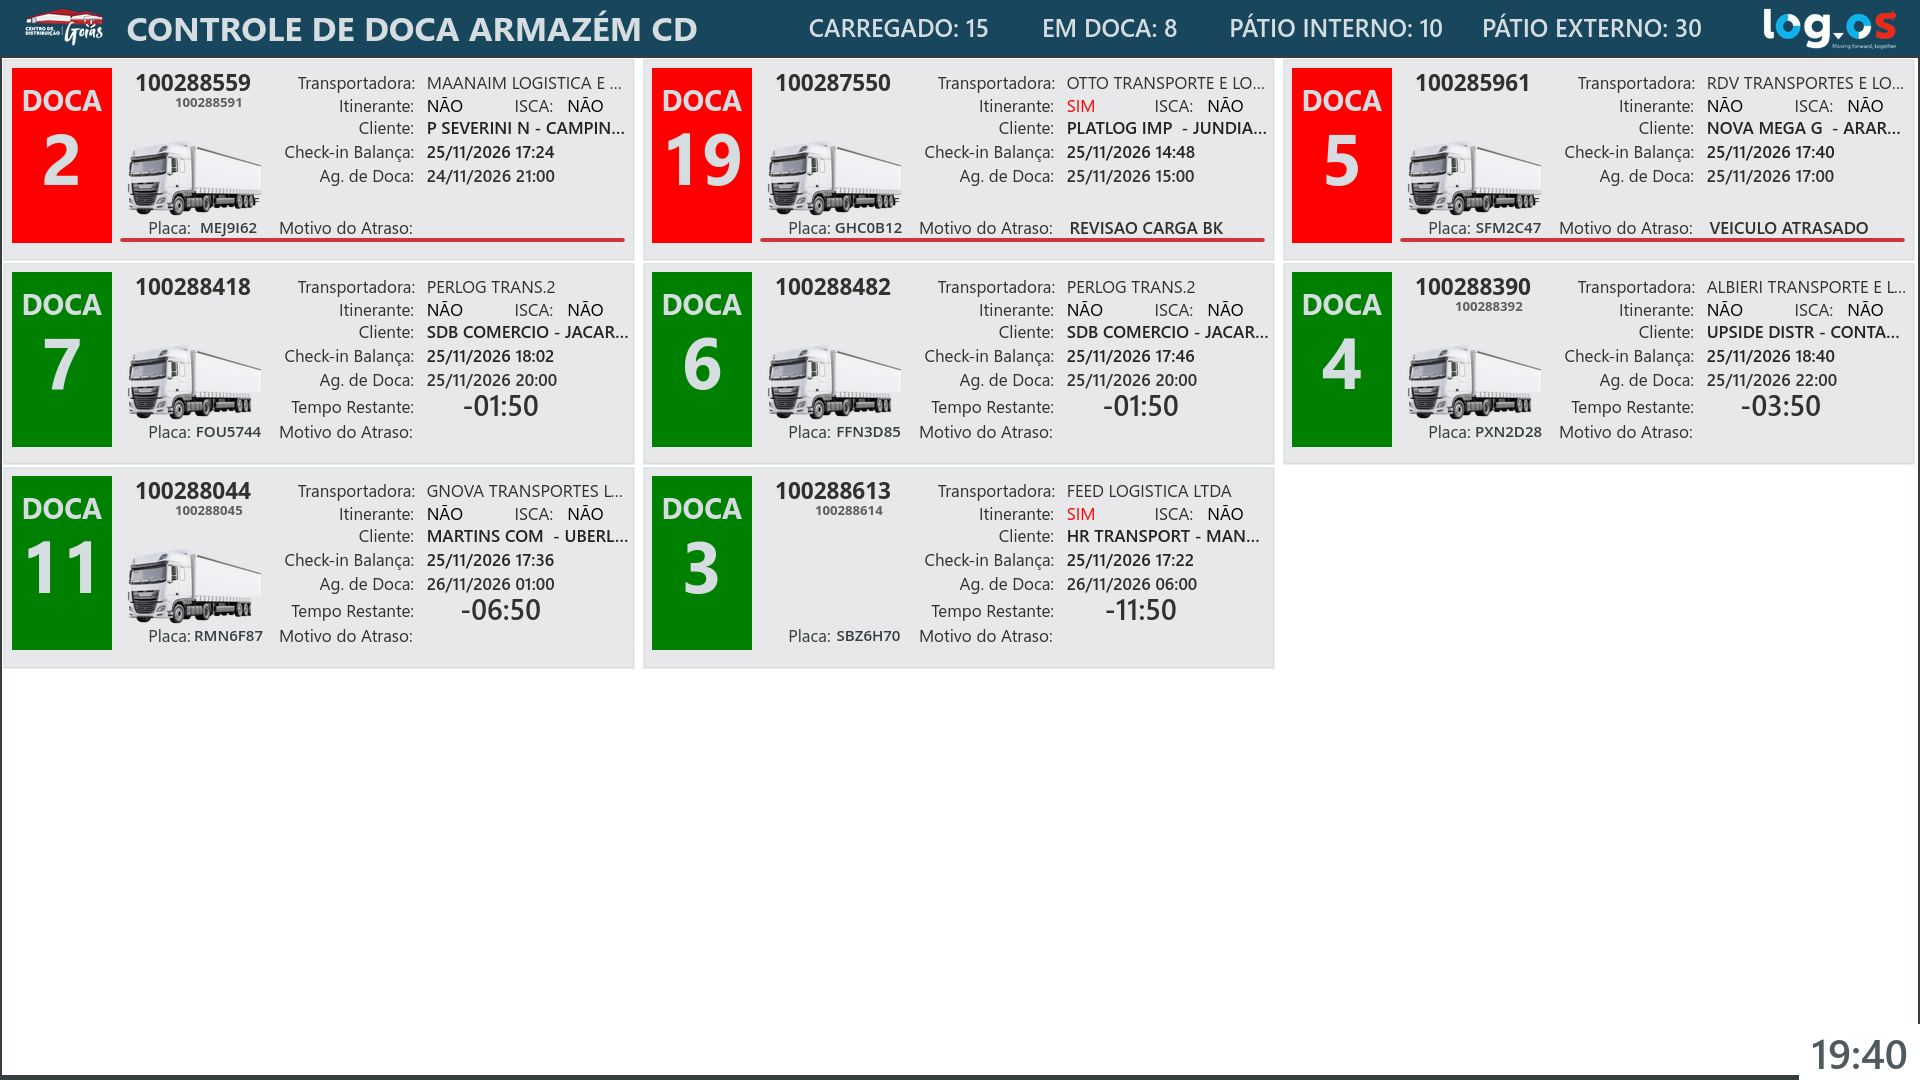 CENTRO DE DISTRIBUIÇÃO Goiás
CONTROLE DE DOCA ARMAZÉM CD
CARREGADO: 15
EM DOCA: 8
PÁTIO INTERNO: 10
PÁTIO EXTERNO: 30
log.os
Moving forward, together
DOCA
2
100288559
100288591
Transportadora: MAANAIM LOGISTICA E ...
Itinerante: NÃO ISCA: NÃO
Cliente: P SEVERINI N - CAMPIN...
Check-in Balança: 25/11/2026 17:24
Ag. de Doca: 24/11/2026 21:00
Placa: MEJ9I62 Motivo do Atraso:
DOCA
19
100287550
Transportadora: OTTO TRANSPORTE E LO...
Itinerante: SIM ISCA: NÃO
Cliente: PLATLOG IMP - JUNDIA...
Check-in Balança: 25/11/2026 14:48
Ag. de Doca: 25/11/2026 15:00
Placa: GHC0B12 Motivo do Atraso: REVISAO CARGA BK
DOCA
5
100285961
Transportadora: RDV TRANSPORTES E LO...
Itinerante: NÃO ISCA: NÃO
Cliente: NOVA MEGA G - ARAR...
Check-in Balança: 25/11/2026 17:40
Ag. de Doca: 25/11/2026 17:00
Placa: SFM2C47 Motivo do Atraso: VEICULO ATRASADO
DOCA
7
100288418
Transportadora: PERLOG TRANS.2
Itinerante: NÃO ISCA: NÃO
Cliente: SDB COMERCIO - JACAR...
Check-in Balança: 25/11/2026 18:02
Ag. de Doca: 25/11/2026 20:00
Tempo Restante: -01:50
Placa: FOU5744 Motivo do Atraso:
DOCA
6
100288482
Transportadora: PERLOG TRANS.2
Itinerante: NÃO ISCA: NÃO
Cliente: SDB COMERCIO - JACAR...
Check-in Balança: 25/11/2026 17:46
Ag. de Doca: 25/11/2026 20:00
Tempo Restante: -01:50
Placa: FFN3D85 Motivo do Atraso:
DOCA
4
100288390
100288392
Transportadora: ALBIERI TRANSPORTE E L...
Itinerante: NÃO ISCA: NÃO
Cliente: UPSIDE DISTR - CONTA...
Check-in Balança: 25/11/2026 18:40
Ag. de Doca: 25/11/2026 22:00
Tempo Restante: -03:50
Placa: PXN2D28 Motivo do Atraso:
DOCA
11
100288044
100288045
Transportadora: GNOVA TRANSPORTES L...
Itinerante: NÃO ISCA: NÃO
Cliente: MARTINS COM - UBERL...
Check-in Balança: 25/11/2026 17:36
Ag. de Doca: 26/11/2026 01:00
Tempo Restante: -06:50
Placa: RMN6F87 Motivo do Atraso:
DOCA
3
100288613
100288614
Transportadora: FEED LOGISTICA LTDA
Itinerante: SIM ISCA: NÃO
Cliente: HR TRANSPORT - MAN...
Check-in Balança: 25/11/2026 17:22
Ag. de Doca: 26/11/2026 06:00
Tempo Restante: -11:50
Placa: SBZ6H70 Motivo do Atraso:
19:40